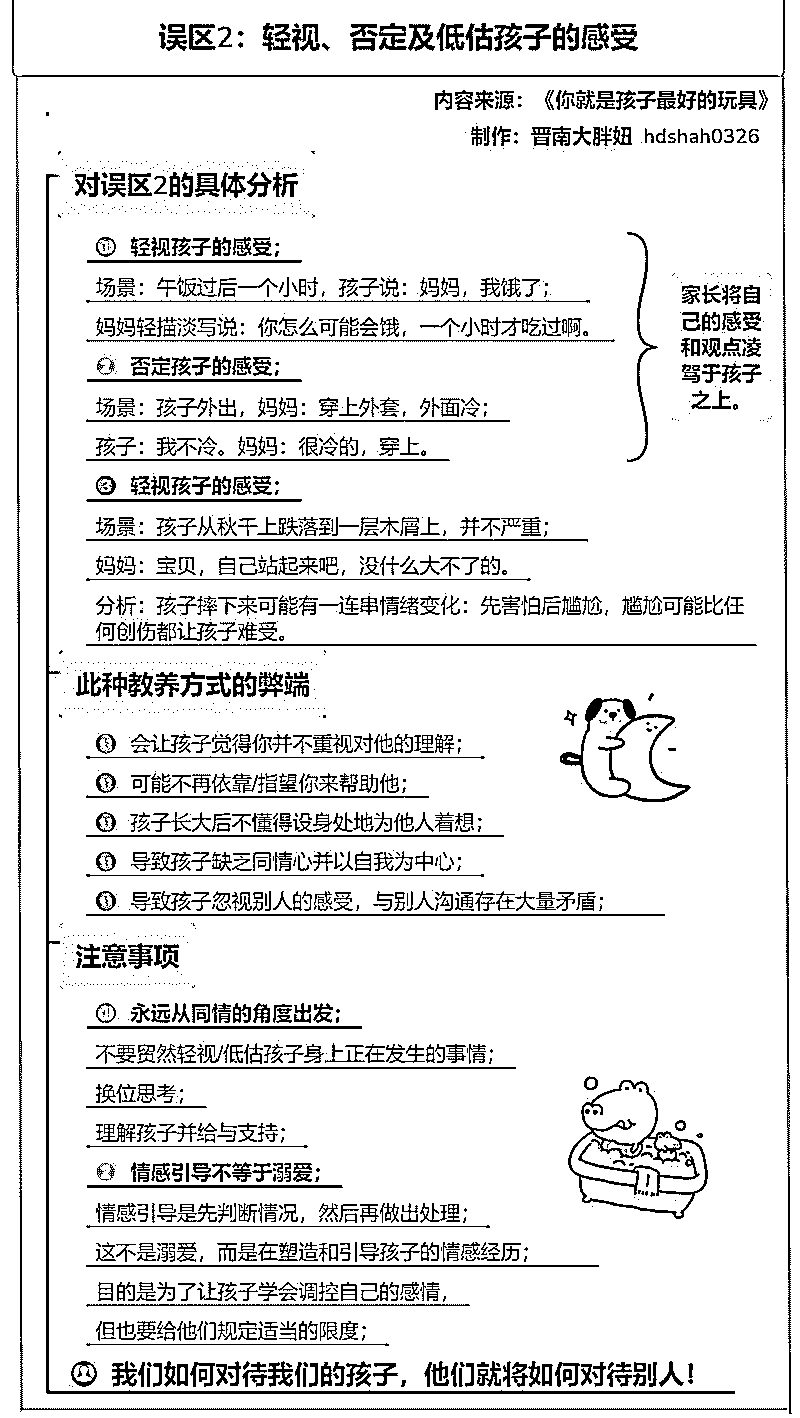 误区2：轻视、否定及低估孩子的感受
内容来源：《你就是孩子最好的玩具》
制作：晋南大胖妞 hdshah0326
对误区2的具体分析
① 轻视孩子的感受；
场景：午饭过后一个小时，孩子说：妈妈，我饿了；
妈妈轻描淡写说：你怎么可能会饿，一个小时才吃过啊。
② 否定孩子的感受；
场景：孩子外出，妈妈：穿上外套，外面冷；
孩子：我不冷。妈妈：很冷的，穿上。
③ 轻视孩子的感受；
场景：孩子从秋千上跌落到一层木屑上，并不严重；
妈妈：宝贝，自己站起来吧，没什么大不了的。
分析：孩子摔下来可能有一连串情绪变化：先害怕后尴尬，尴尬可能比任
何创伤都让孩子难受。
家长将自
己的感受
和观点凌
驾于孩子
之上。
此种教养方式的弊端
会让孩子觉得你并不重视对他的理解；
可能不再依靠/指望你来帮助他；
孩子长大后不懂得设身处地为他人着想；
导致孩子缺乏同情心并以自我为中心；
导致孩子忽视别人的感受，与别人沟通存在大量矛盾；
注意事项
① 永远从同情的角度出发；
不要贸然轻视/低估孩子身上正在发生的事情；
换位思考；
理解孩子并给与支持；
② 情感引导不等于溺爱；
情感引导是先判断情况，然后再做出处理；
这不是溺爱，而是在塑造和引导孩子的情感经历；
目的是为了让孩子学会调控自己的感情，
但也要给他们规定适当的限度；
我们如何对待我们的孩子，他们就将如何对待别人！